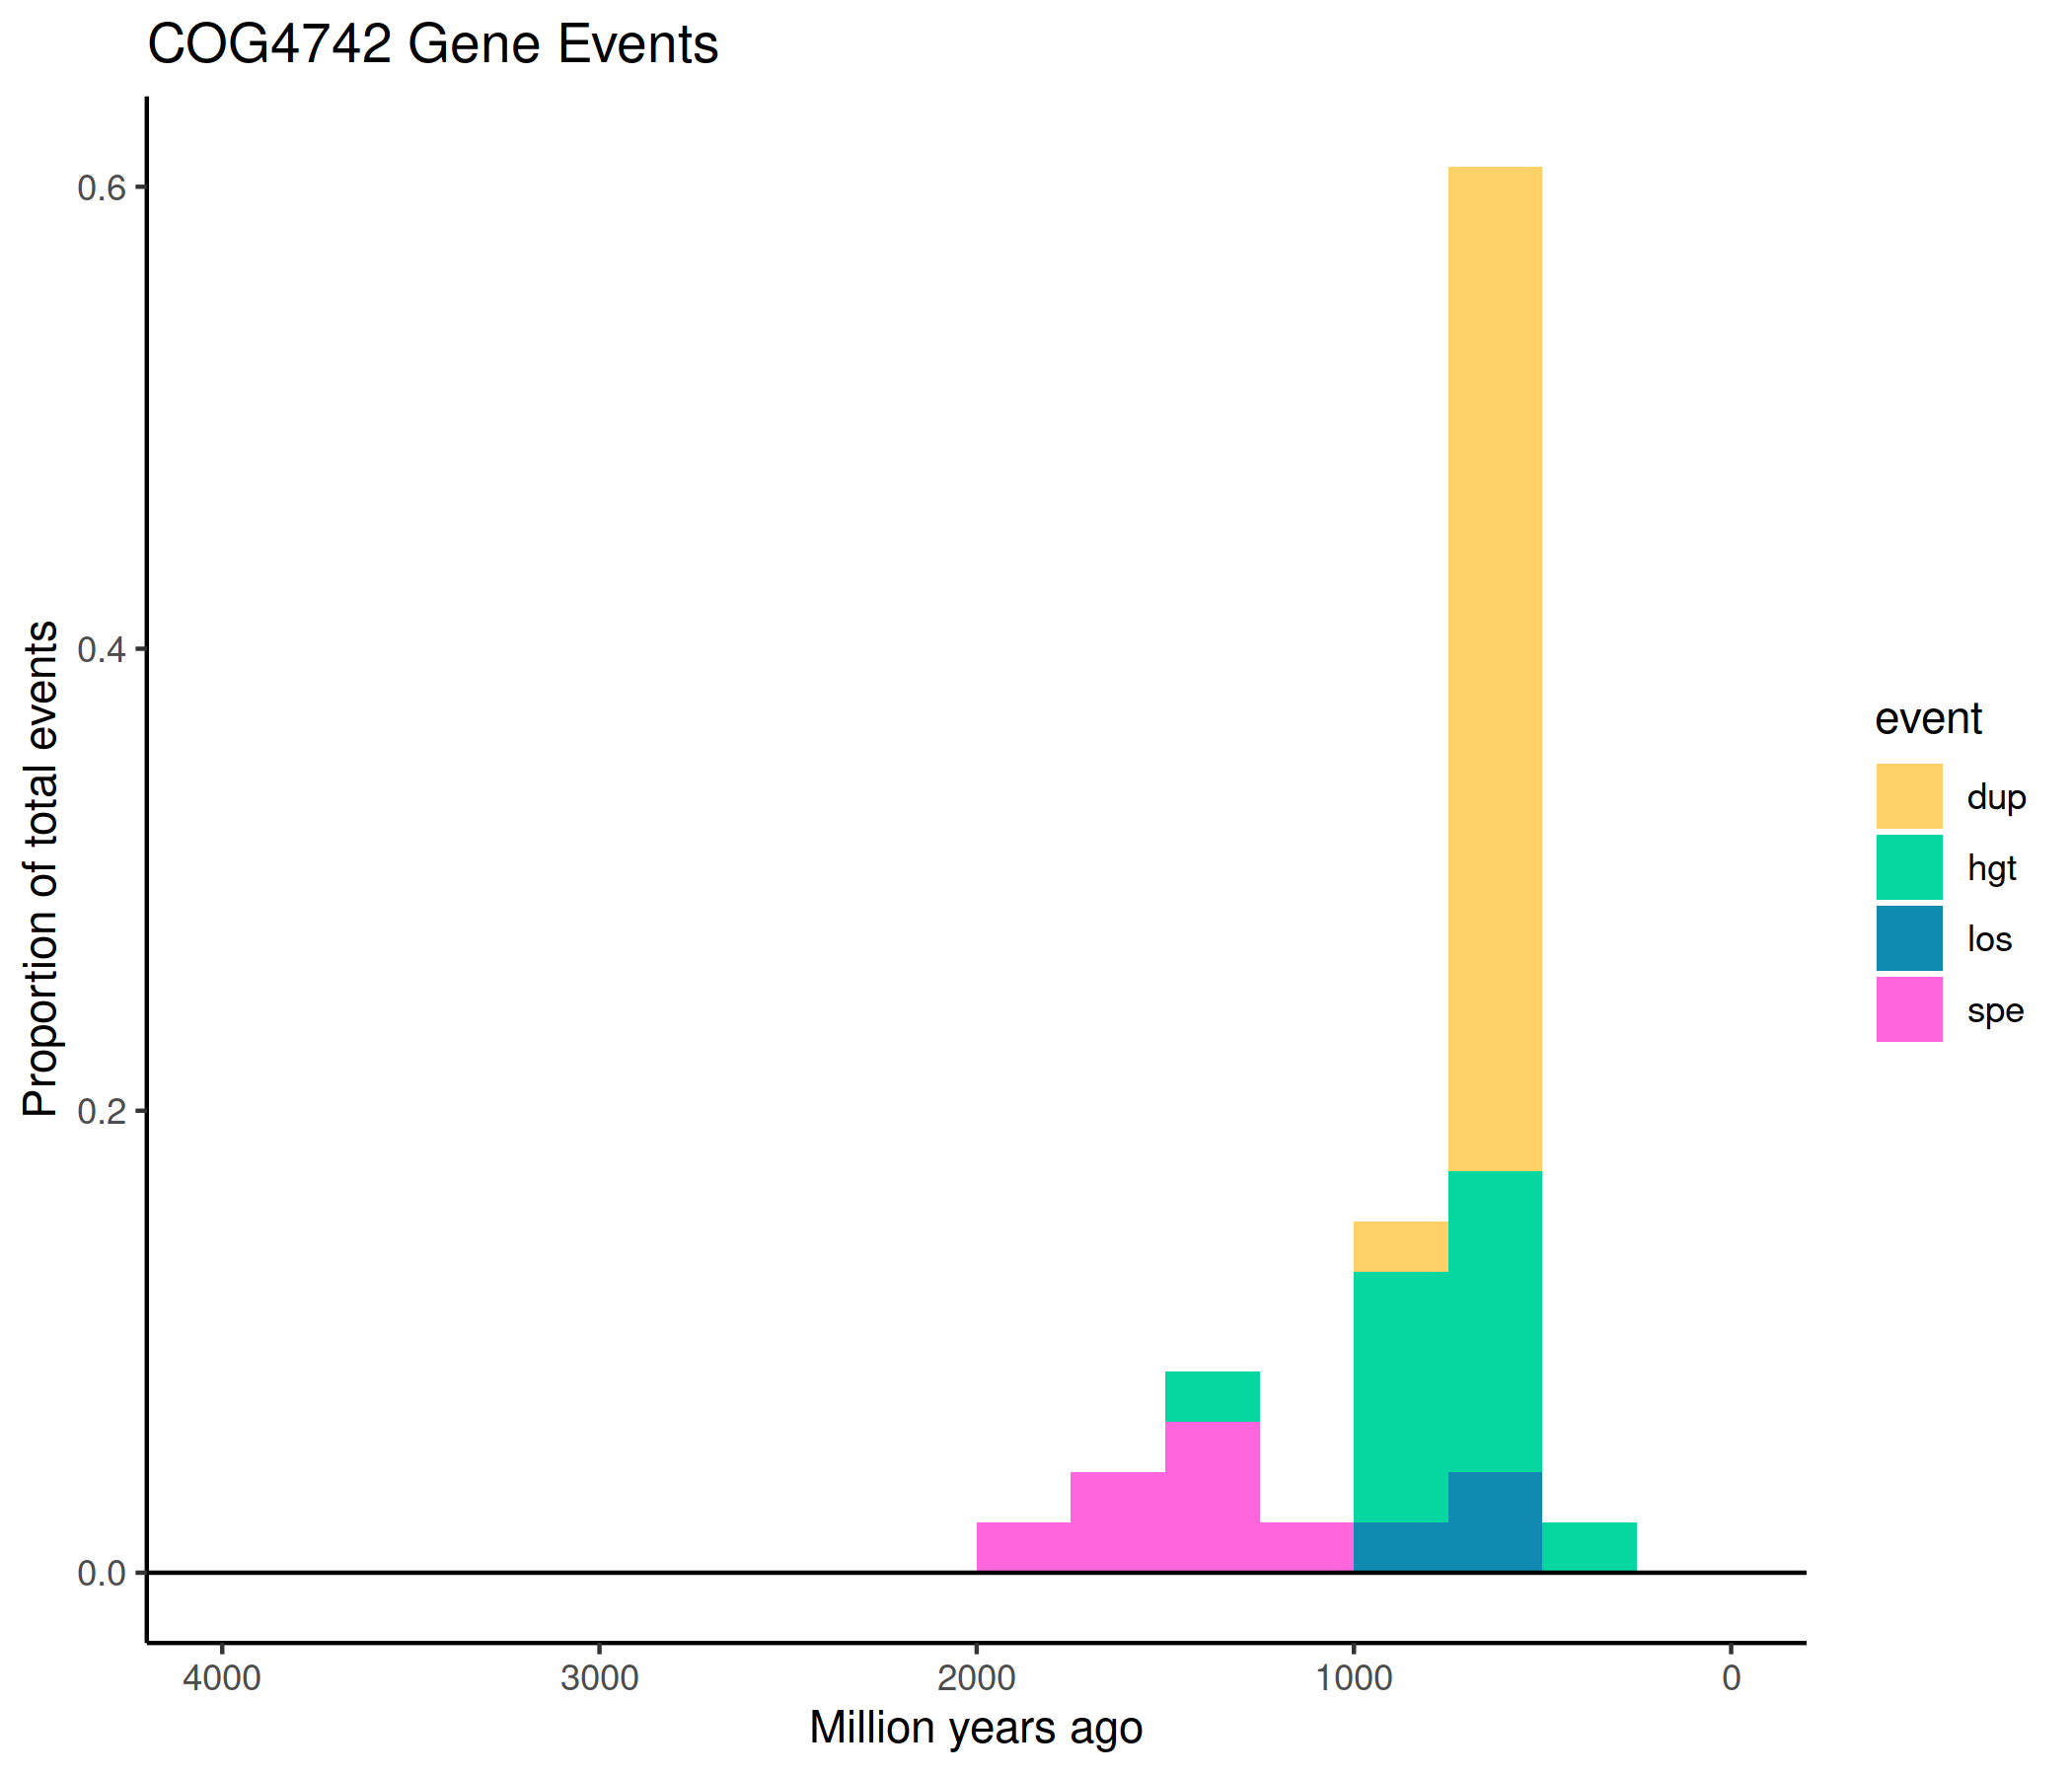 COG4742 Gene Events
Proportion of total events
0.6
0.4
0.2
0.0
4000 3000 2000 1000 0
Million years ago
event
dup
hgt
los
spe